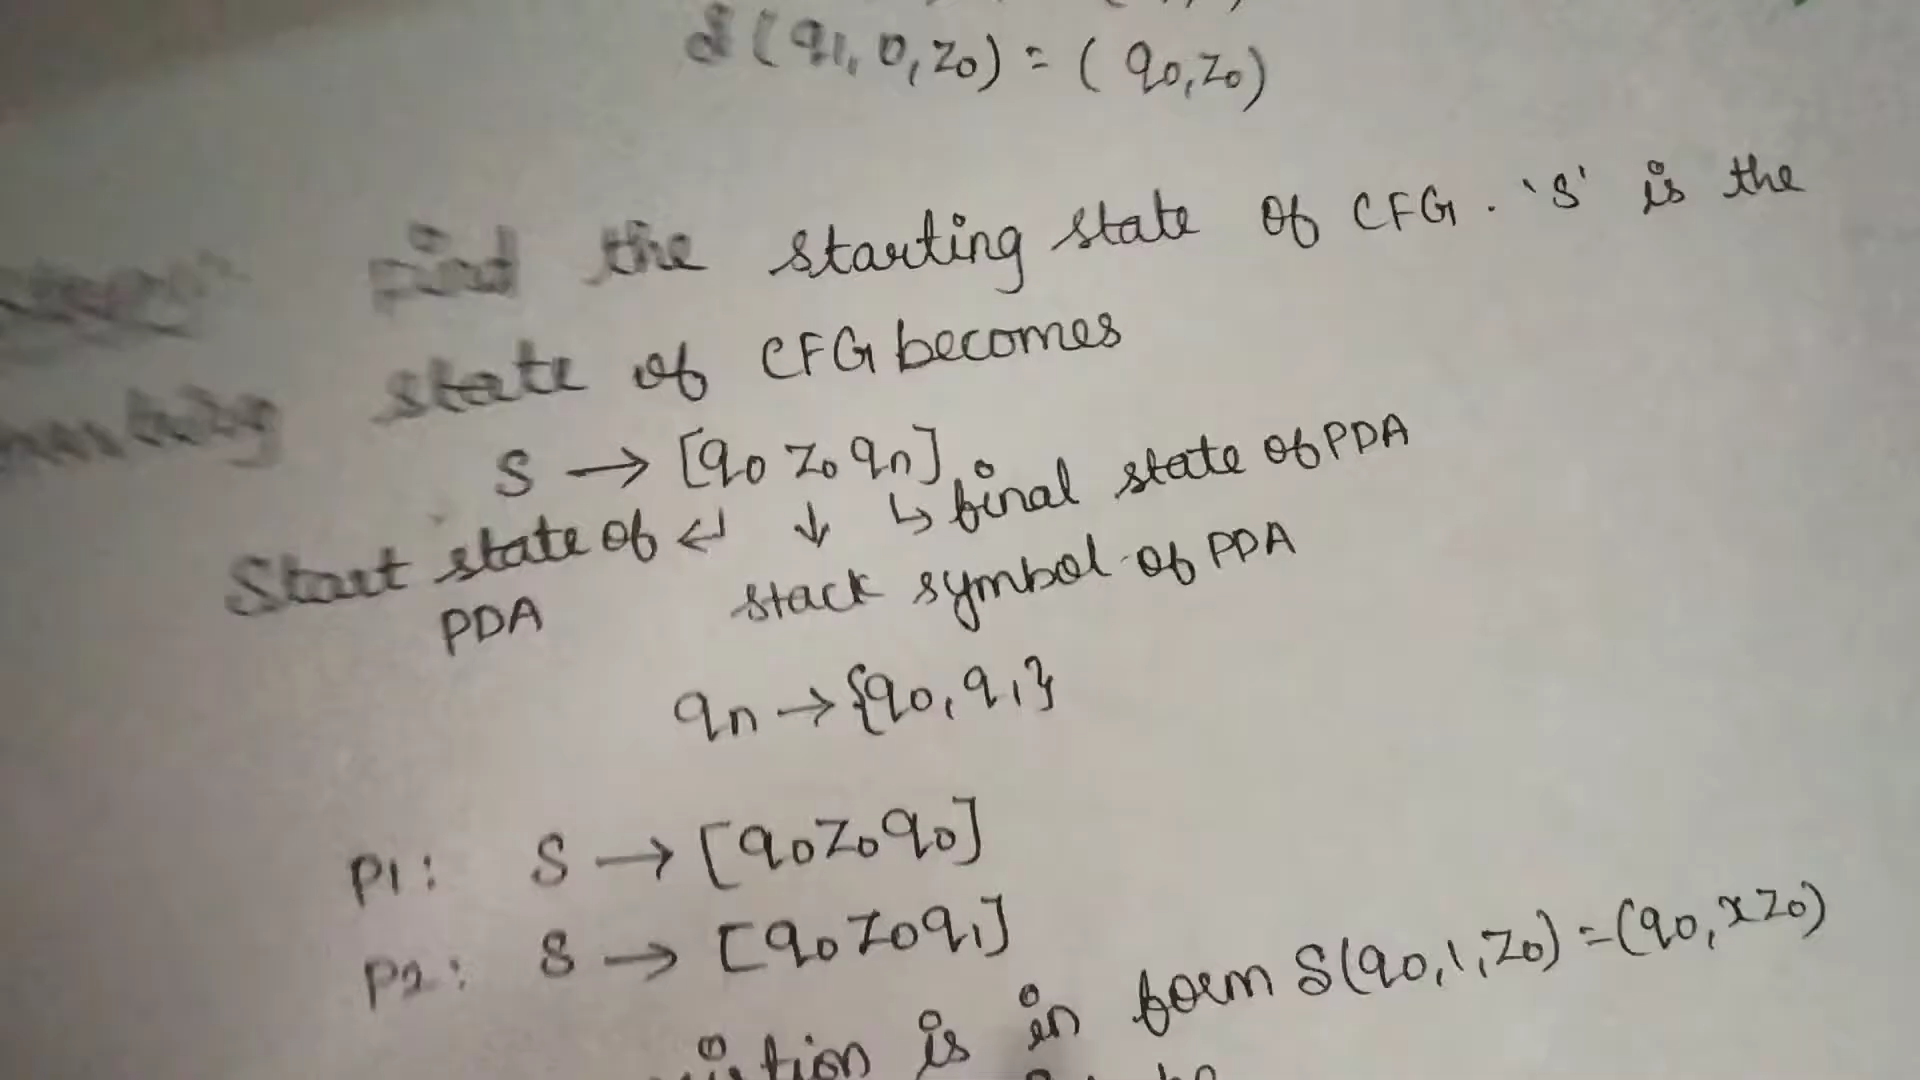 δ(q1, 0, z0) = (q0, z0)
Find the starting state of CFG. 'S' is the
starting state of CFG becomes
S → [q0 z0 qn]
↳ final state of PDA
Start state of ↵ ↓
PDA stack symbol of PDA
qn → {q0, q1}
P1: S → [q0 z0 q0]
P2: S → [q0 z0 q1]
is in form δ(q0, 1, z0) = (q0, x z0)